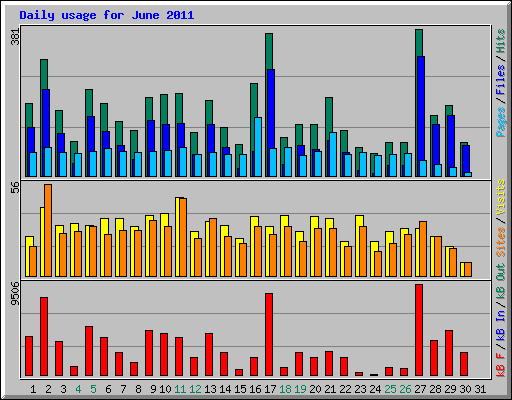 Daily usage for June 2011
381
Pages / Files / Hits
56
Sites / Visits
9506
kB F / kB In / kB Out
1 2 3 4 5 6 7 8 9 10 11 12 13 14 15 16 17 18 19 20 21 22 23 24 25 26 27 28 29 30 31